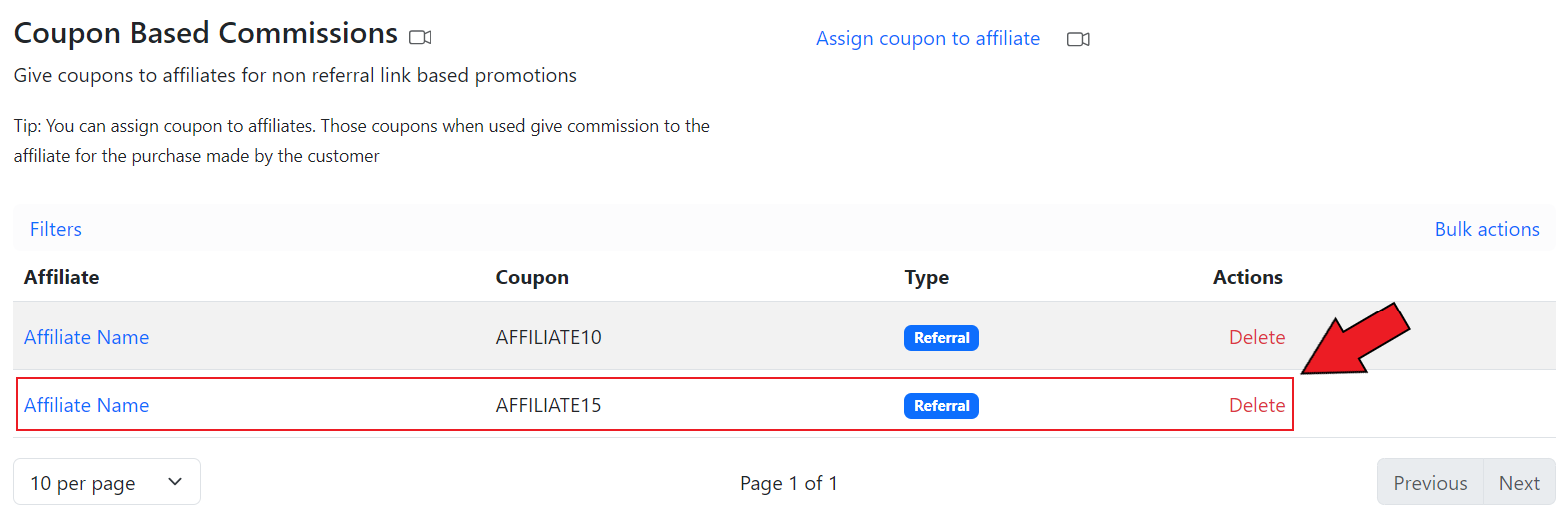 Coupon Based Commissions
Assign coupon to affiliate
Give coupons to affiliates for non referral link based promotions
Tip: You can assign coupon to affiliates. Those coupons when used give commission to the
affiliate for the purchase made by the customer
Filters Bulk actions
Affiliate Coupon Type Actions
Affiliate Name AFFILIATE10 Referral Delete
Affiliate Name AFFILIATE15 Referral Delete
10 per page Page 1 of 1 Previous Next